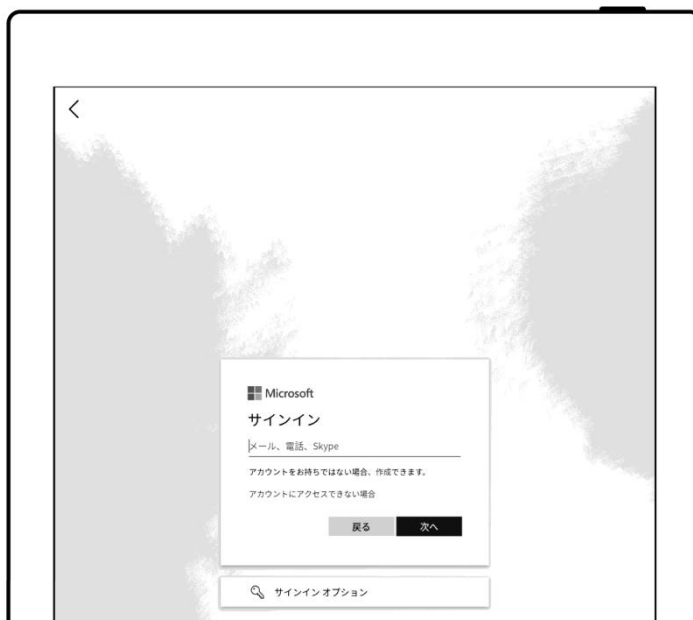 Microsoft
サインイン
メール、電話、Skype
アカウントをお持ちではない場合、作成できます。
アカウントにアクセスできない場合
戻る
次へ
サインイン オプション